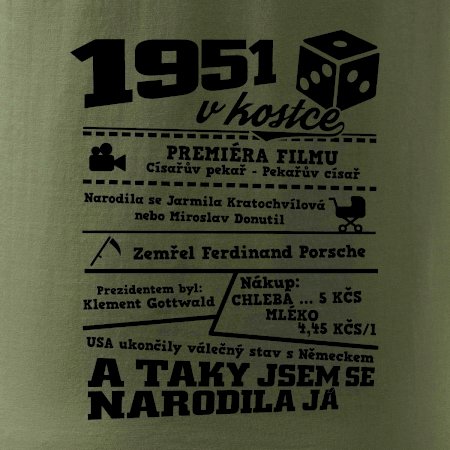 1951
v kostce
PREMIÉRA FILMU
Císařův pekař - Pekařův císař
Narodila se Jarmila Kratochvílová
nebo Miroslav Donutil
Zemřel Ferdinand Porsche
Prezidentem byl:
Klement Gottwald
Nákup:
CHLEBA ... 5 KČS
MLÉKO
4,45 KČS/l
USA ukončily válečný stav s Německem
A TAKY JSEM SE
NARODILA JÁ